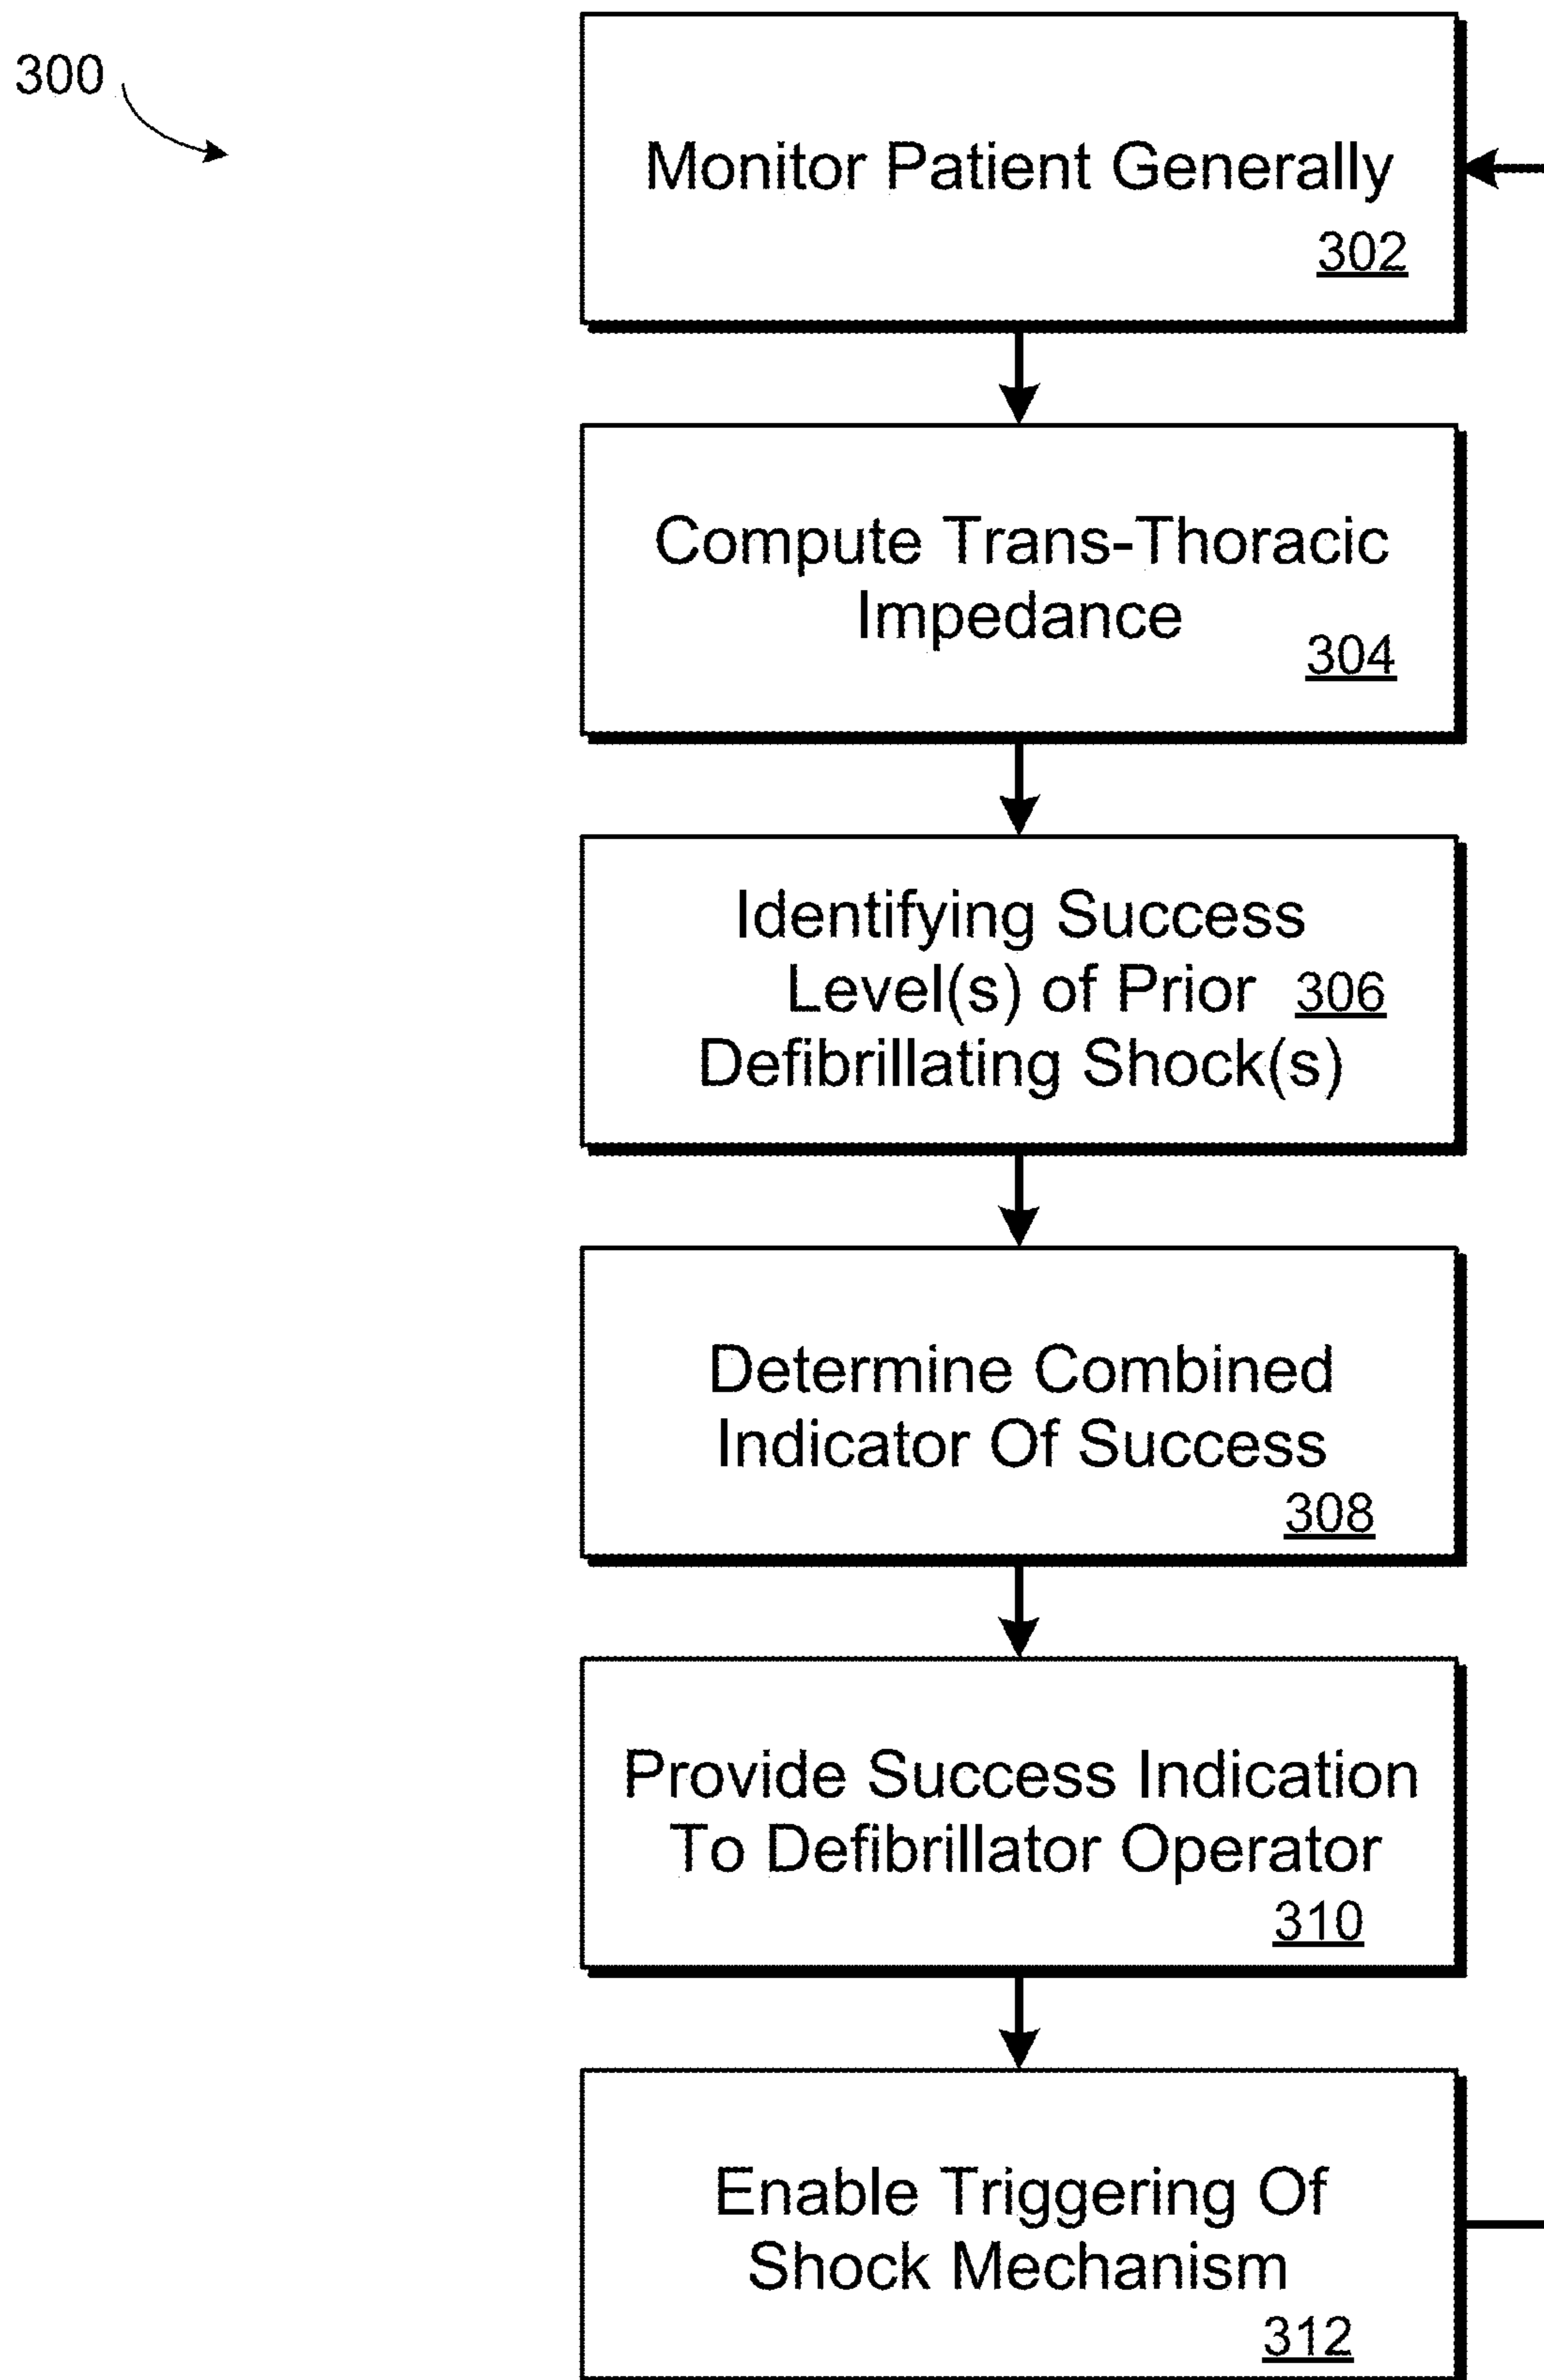 300
Monitor Patient Generally
302
Compute Trans-Thoracic
Impedance
304
Identifying Success
Level(s) of Prior 306
Defibrillating Shock(s)
Determine Combined
Indicator Of Success
308
Provide Success Indication
To Defibrillator Operator
310
Enable Triggering Of
Shock Mechanism
312